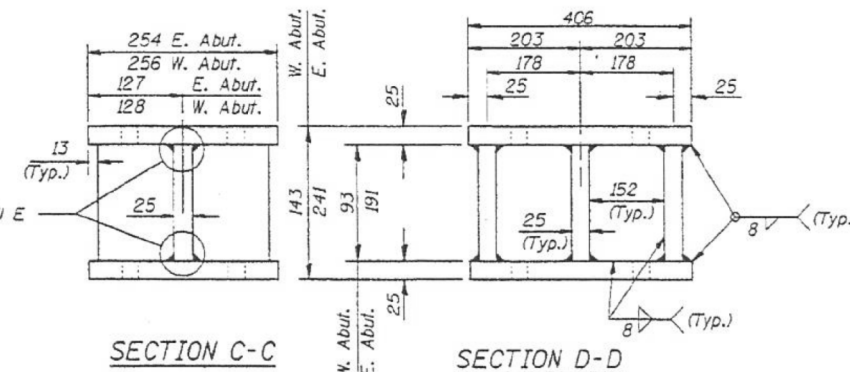 254 E. Abut.
256 W. Abut.
127 E. Abut.
128 W. Abut.
13
(Typ.)
E
25
SECTION C-C
W. Abut.
E. Abut.
25
143
241
93
191
25
W. Abut.
E. Abut.
406
203 203
178 178
25 25
152
(Typ.)
25
(Typ.)
8 (Typ.)
8 (Typ.)
SECTION D-D